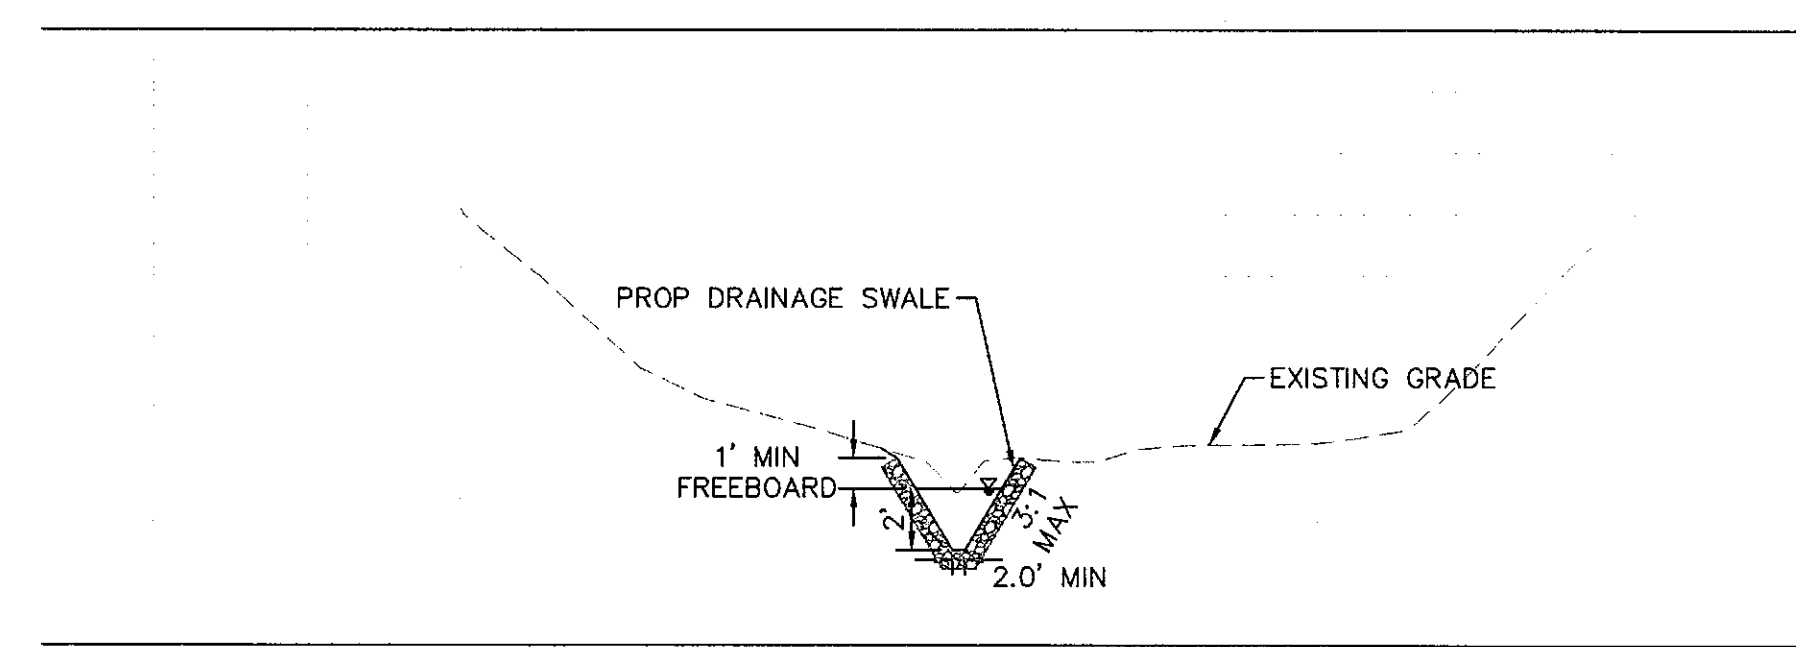 PROP DRAINAGE SWALE
EXISTING GRADE
1' MIN
FREEBOARD
2'
3:1
MAX
2.0' MIN